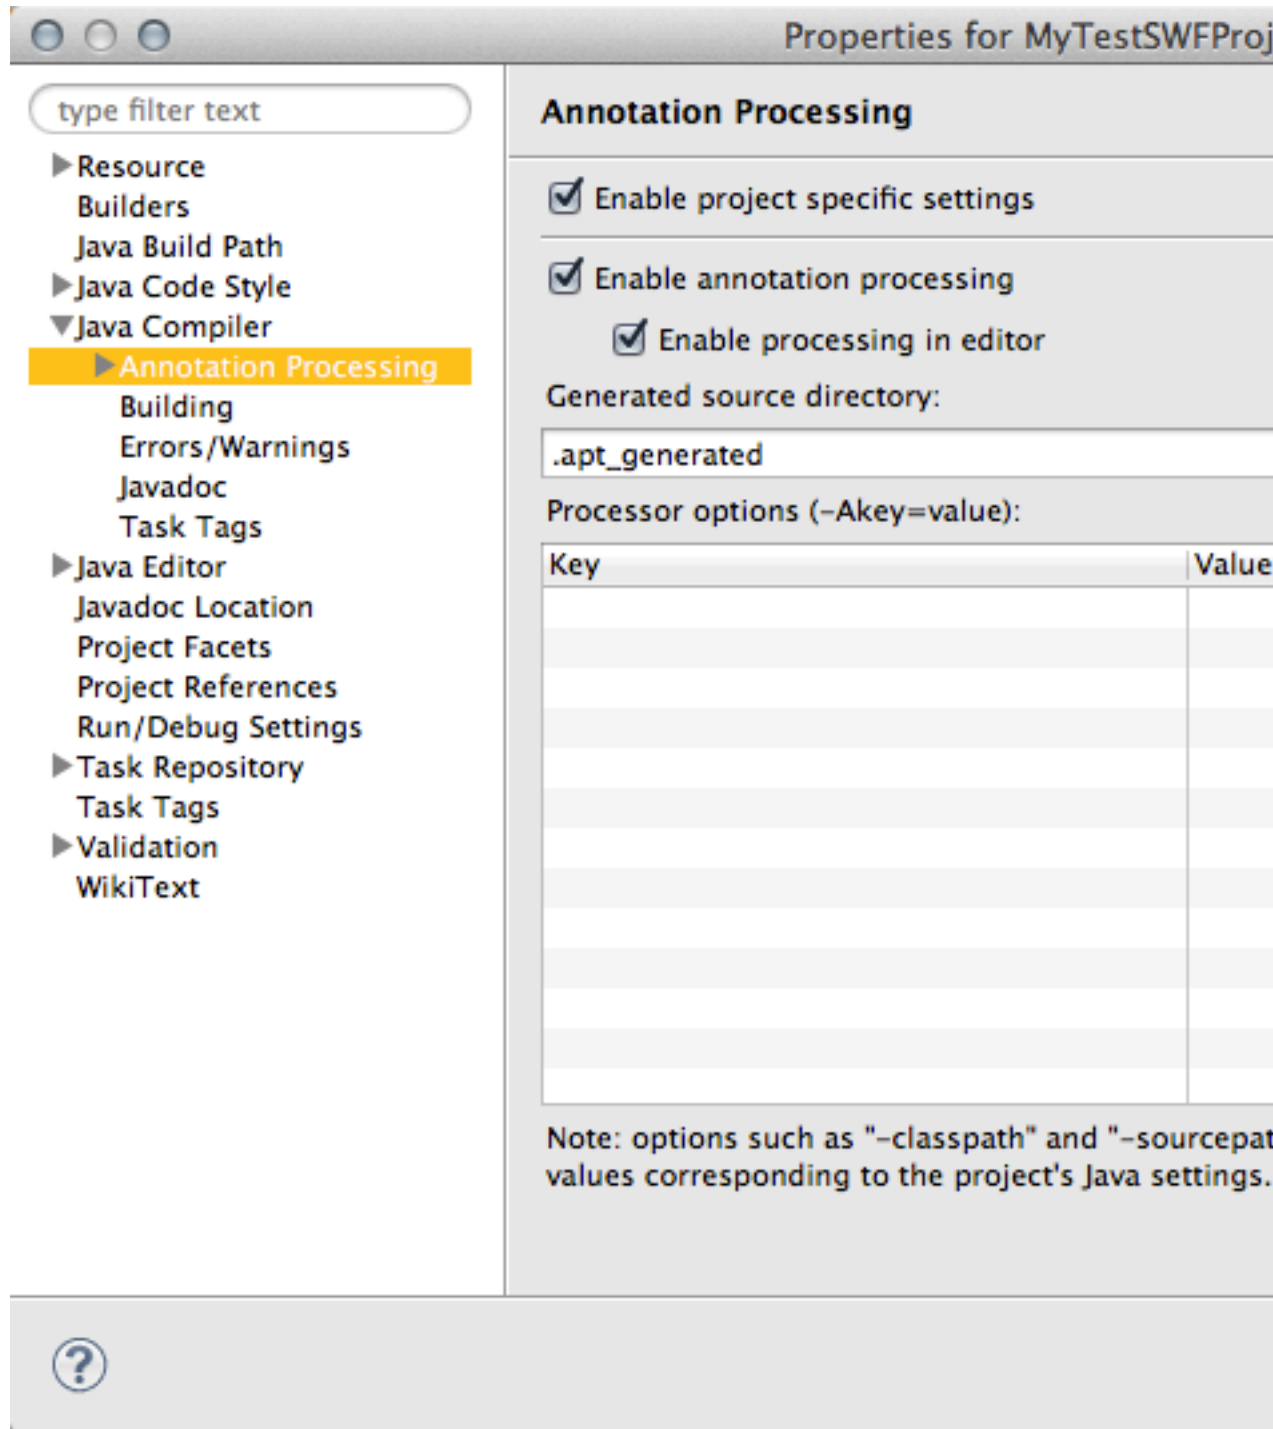 Properties for MyTestSWFProj
type filter text
Resource
Builders
Java Build Path
Java Code Style
Java Compiler
Annotation Processing
Building
Errors/Warnings
Javadoc
Task Tags
Java Editor
Javadoc Location
Project Facets
Project References
Run/Debug Settings
Task Repository
Task Tags
Validation
WikiText
Annotation Processing
Enable project specific settings
Enable annotation processing
Enable processing in editor
Generated source directory:
.apt_generated
Processor options (-Akey=value):
Key Value
Note: options such as "-classpath" and "-sourcepat
values corresponding to the project's Java settings.
?